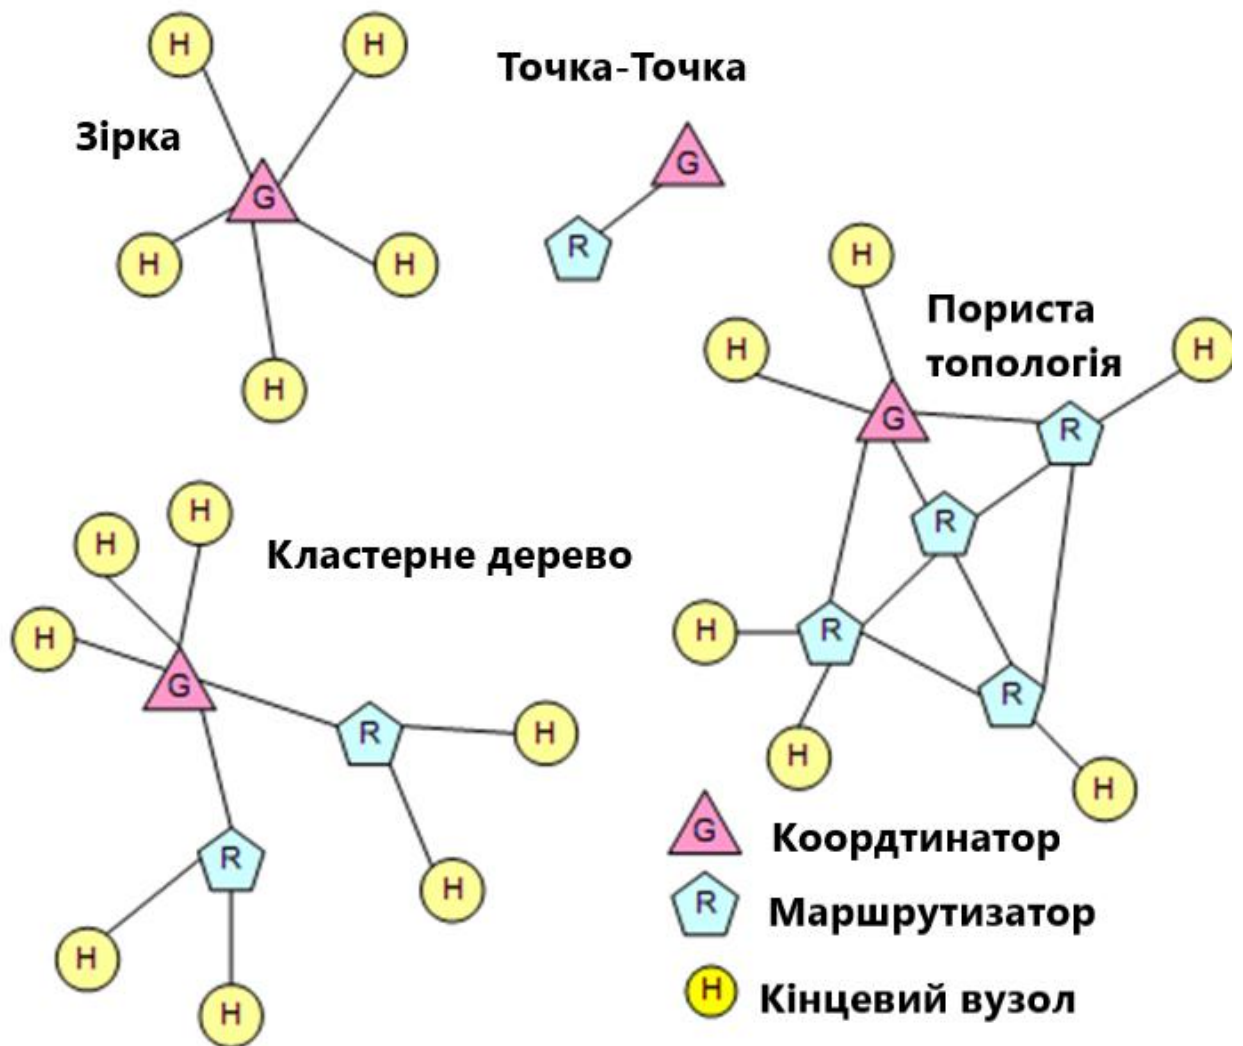 H
H
Точка-Точка
Зірка
G
G
H
H
R
H
H
Пориста
топологія
H
H
G
R
H
H
Кластерне дерево
R
H
H
R
G
R
H
R
H
H
H
R
H
H
H
G
Коордтинатор
R
Маршрутизатор
H
Кінцевий вузол